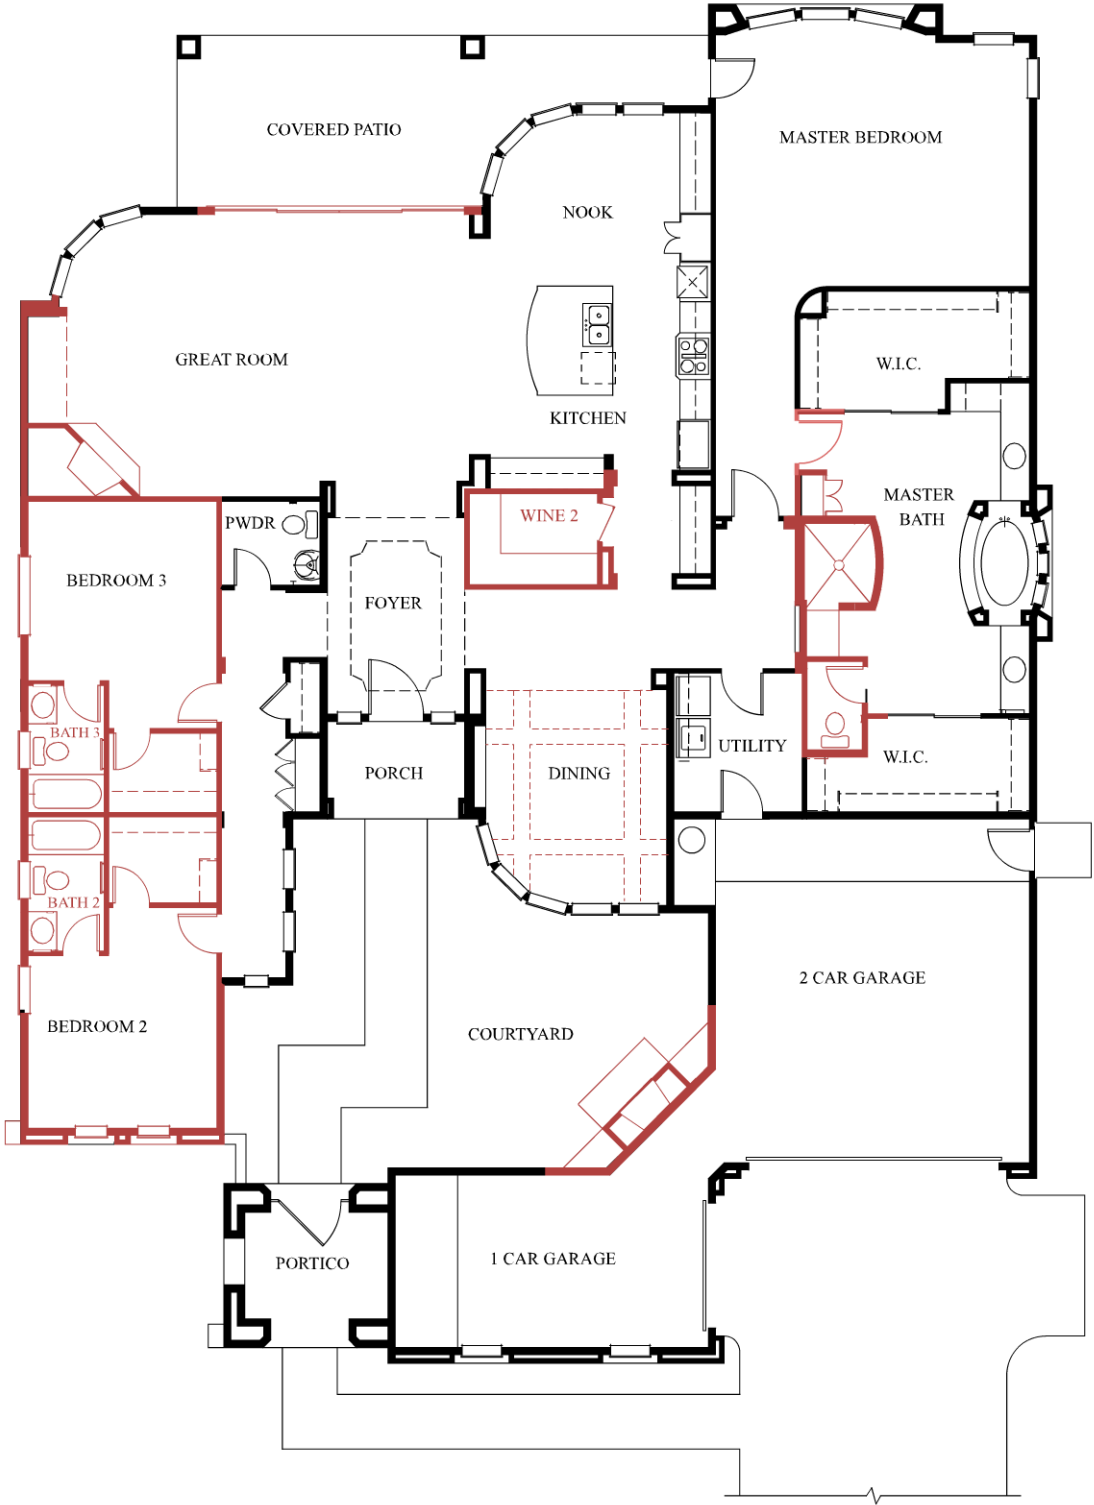 COVERED PATIO
MASTER BEDROOM
NOOK
GREAT ROOM
W.I.C.
KITCHEN
MASTER
BATH
PWDR
WINE 2
BEDROOM 3
FOYER
BATH 3
UTILITY
PORCH
DINING
W.I.C.
BATH 2
2 CAR GARAGE
BEDROOM 2
COURTYARD
PORTICO
1 CAR GARAGE